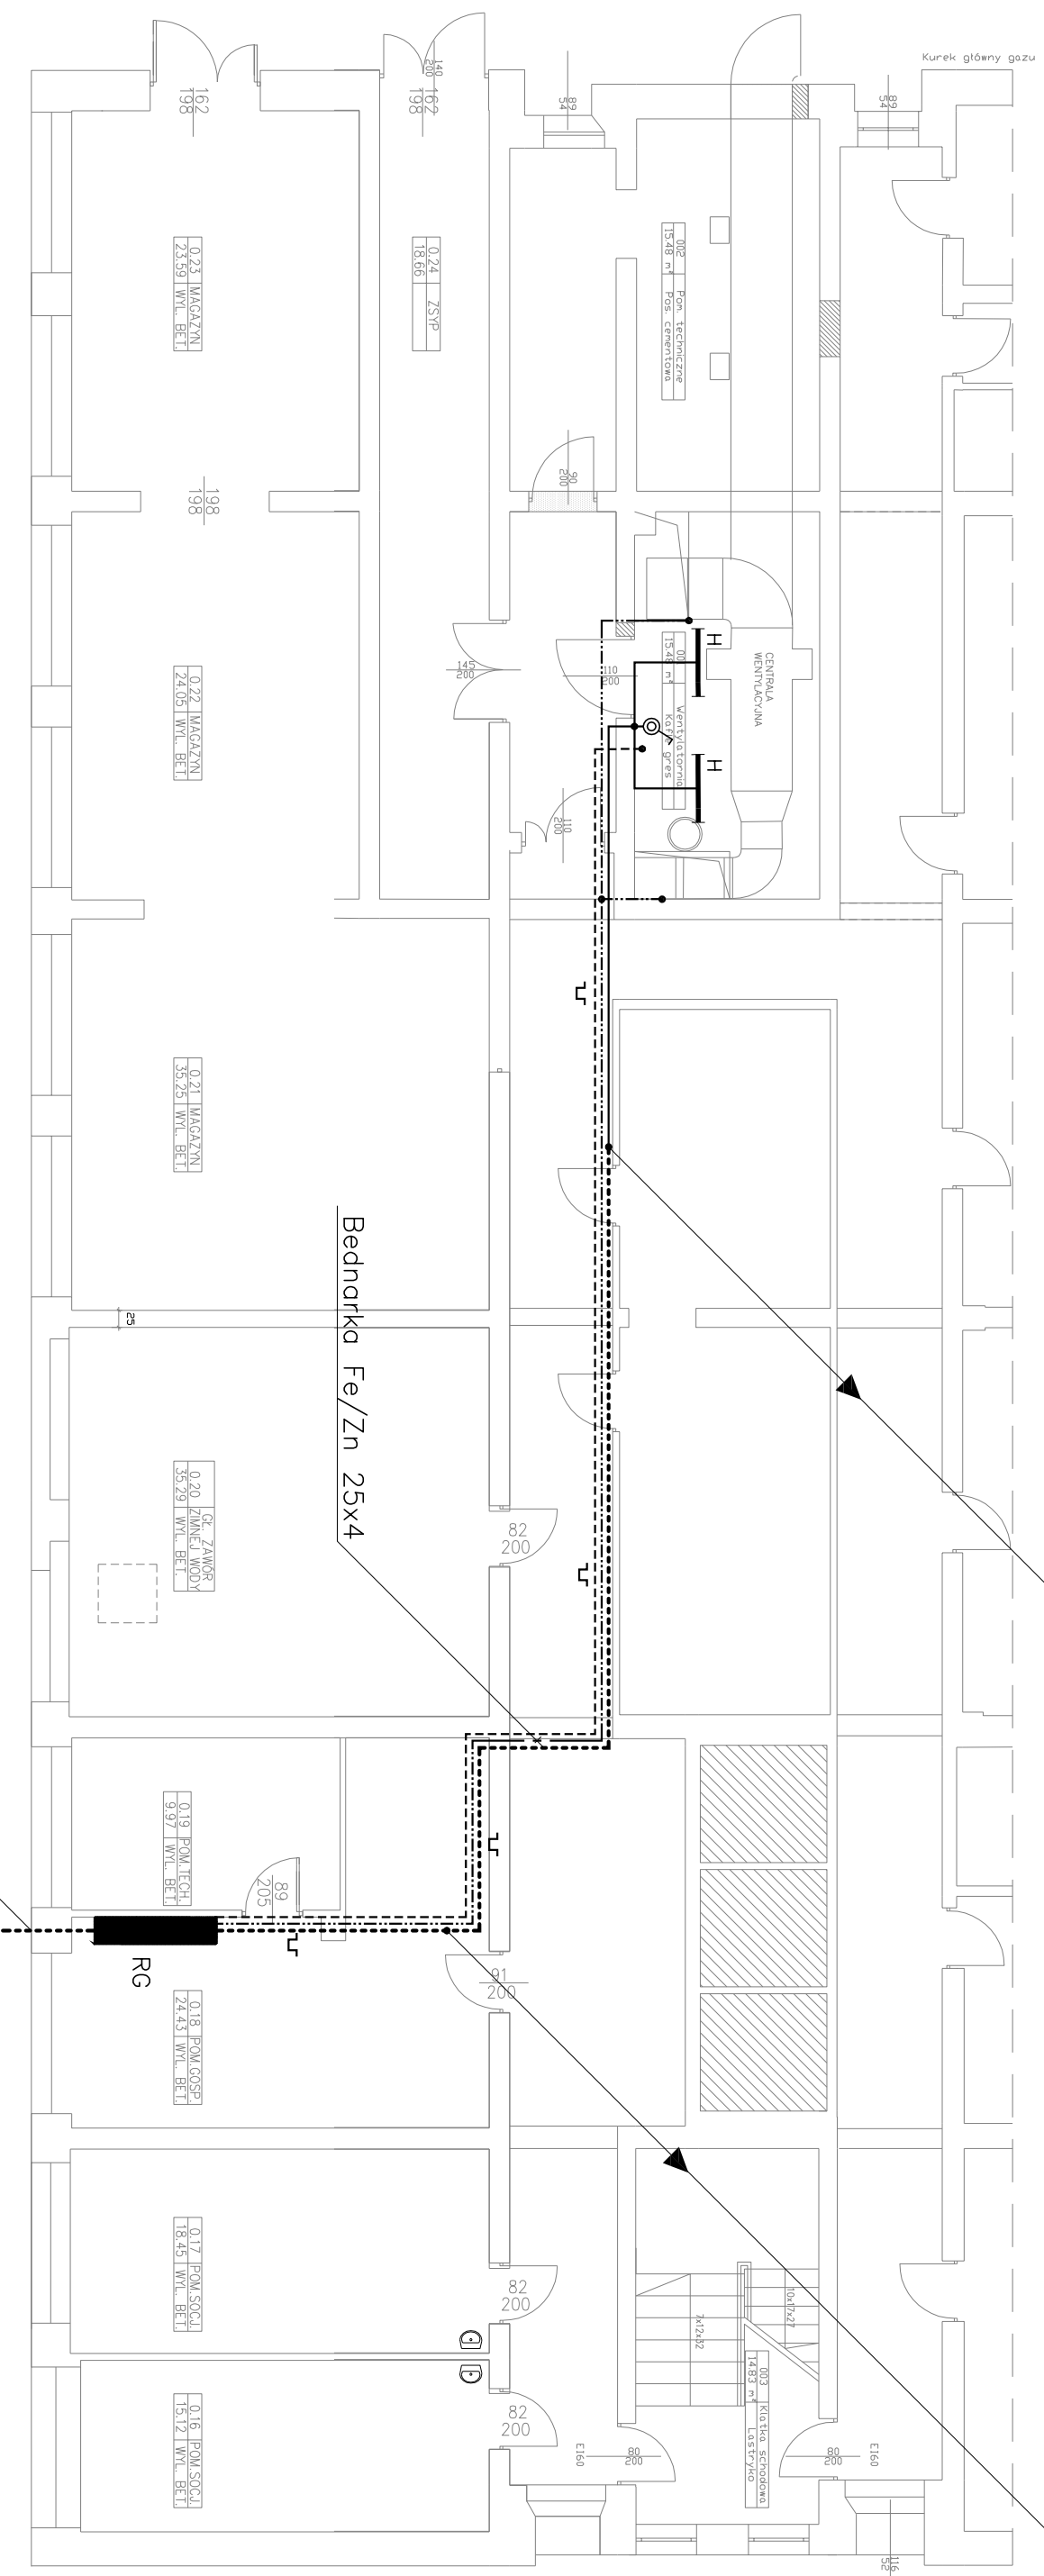 Kurek główny gazu
162
198
140
200
162
198
89
54
89
54
0.23 MAGAZYN
23.59 WYL. BET.
0.24 ZSYP
18.66
002 Pom. techniczne
15.48 m² Pos. cementowa
198
198
90
200
145
200
110
200
H
CENTRALA
WENTYLACYJNA
Wentylatornia
15.48 m² Kafle gres
H
110
200
0.22 MAGAZYN
24.05 WYL. BET.
0.21 MAGAZYN
35.25 WYL. BET.
25
Bednarka Fe/Zn 25x4
0.20 GŁ. ZAWÓR
ZIMNEJ WODY
35.29 WYL. BET.
82
200
0.19 POM.TECH.
9.97 WYL. BET.
89
205
RG
91
200
0.18 POM.GOSP.
24.43 WYL. BET.
0.17 POM.SOCJ.
18.45 WYL. BET.
82
200
10x17x27
7x12x32
003 Klatka schodowa
14.83 m² Lastryko
0.16 POM.SOCJ.
15.12 WYL. BET.
82
200
EI60
80
200
80
200
EI60
116
52